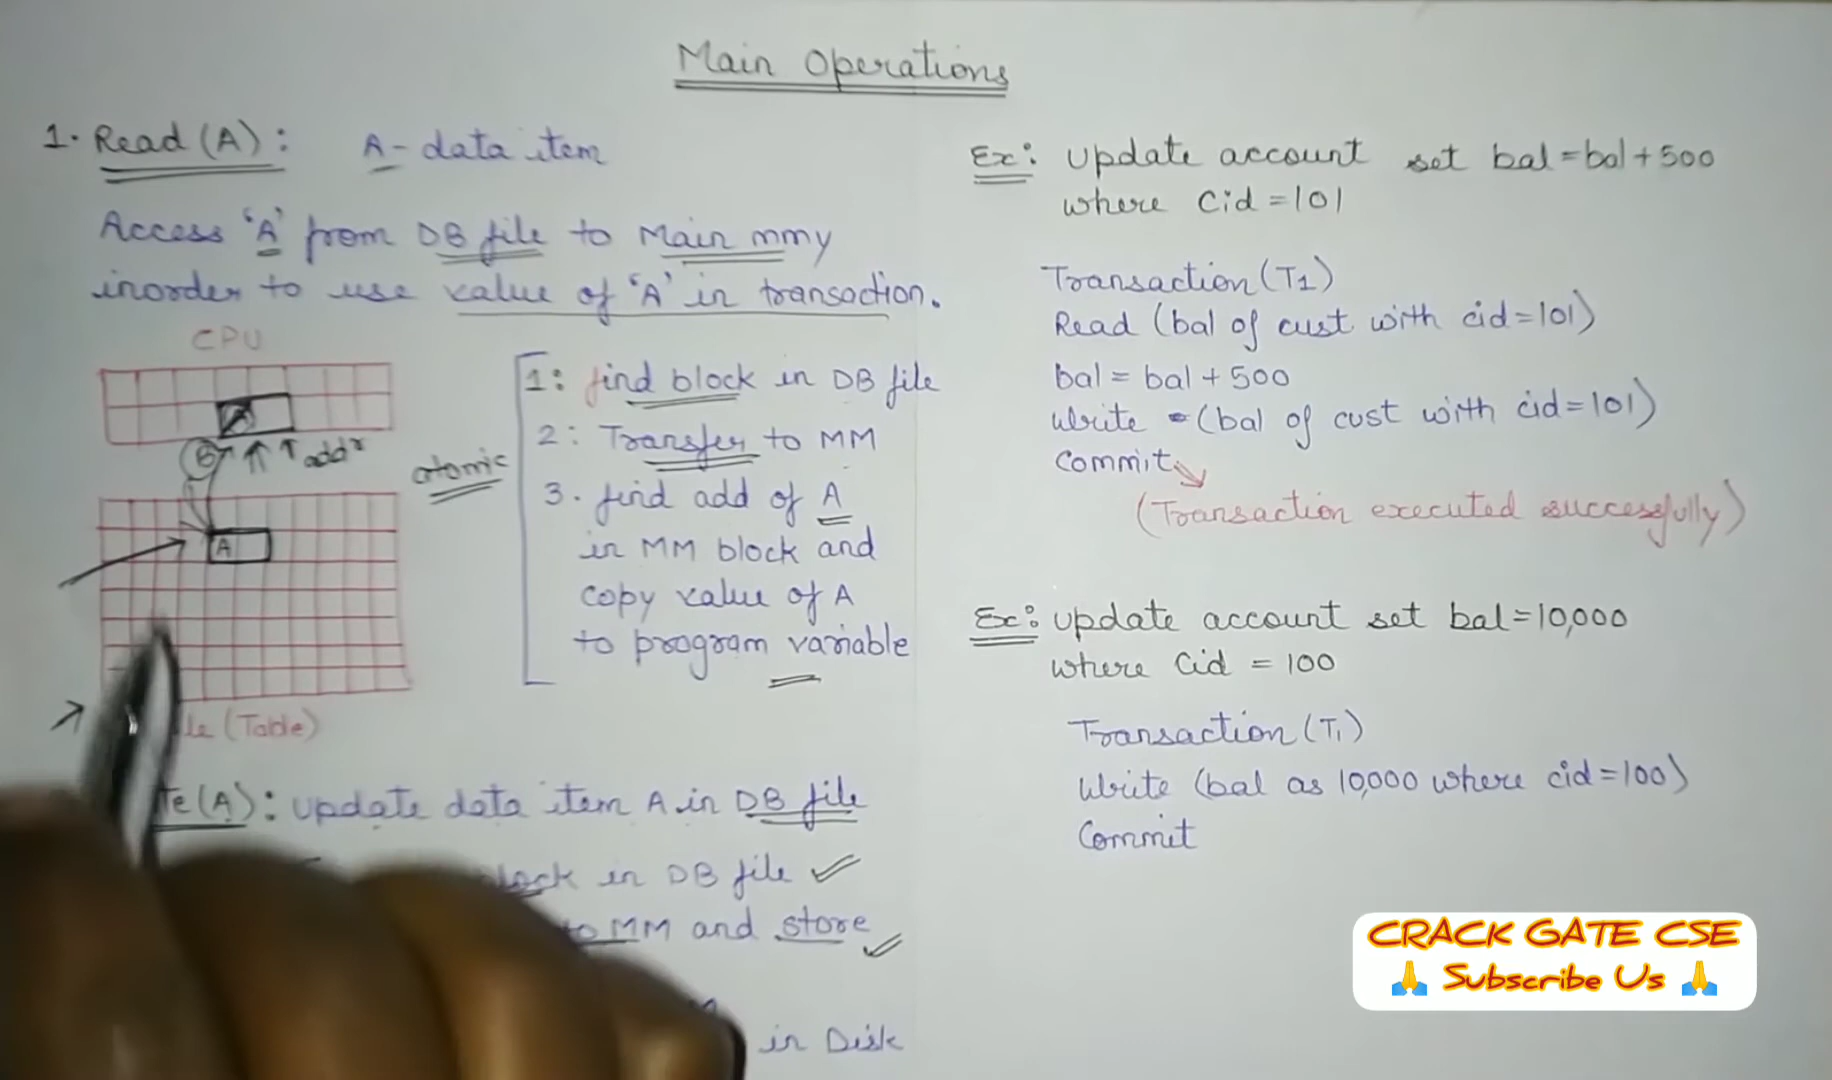 Main Operations
1. Read (A): A- data item
Access 'A' from DB file to Main mmy
inorder to use value of 'A' in transaction.
CPU
B
addr
A
(Table)
atomic
1: find block in DB file
2: Transfer to MM
3. find add of A
in MM block and
copy value of A
to program variable
(A): update data item A in DB file
in DB file
to MM and store
in Disk
Ex: update account set bal=bal+500
where Cid=101
Transaction (T1)
Read (bal of cust with cid=101)
bal = bal + 500
Write (bal of cust with cid=101)
Commit
(Transaction executed successfully)
Ex: update account set bal=10,000
where Cid = 100
Transaction (T1)
Write (bal as 10,000 where cid=100)
Commit
CRACK GATE CSE
🙏 Subscribe Us 🙏